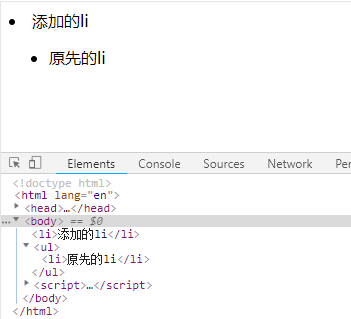 添加的li
原先的li
Elements Console Sources Network Pe
<!doctype html>
<html lang="en">
<head>…</head>
<body> == $0
<li>添加的li</li>
<ul>
<li>原先的li</li>
</ul>
<script>…</script>
</body>
</html>